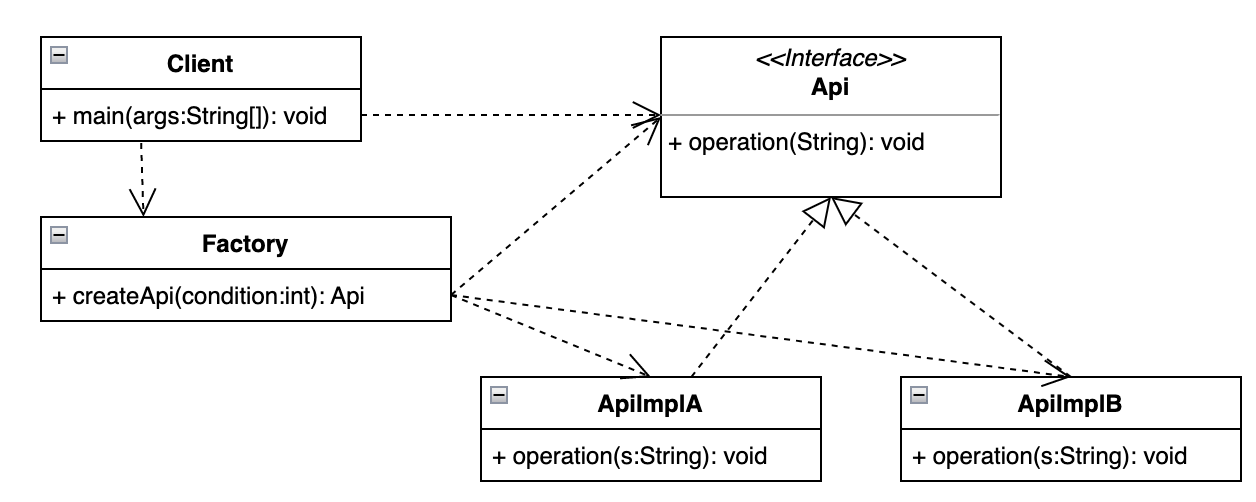 Client
+ main(args:String[]): void
<<Interface>>
Api
+ operation(String): void
Factory
+ createApi(condition:int): Api
ApiImplA
+ operation(s:String): void
ApiImplB
+ operation(s:String): void